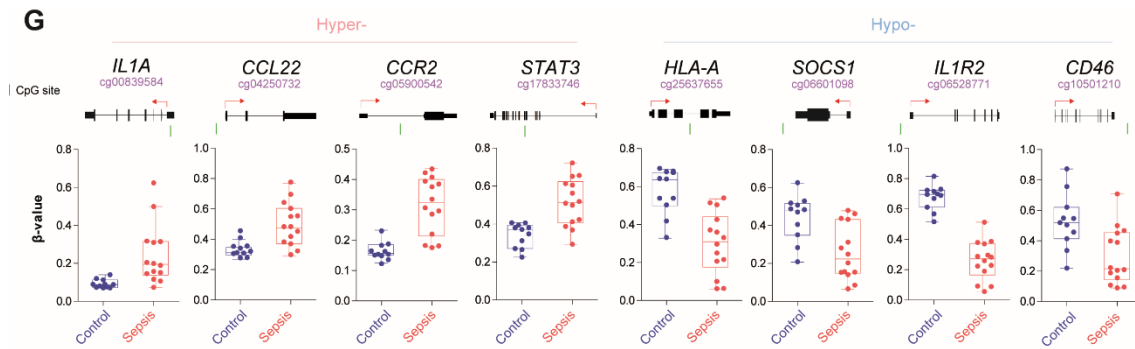 G
Hyper-
Hypo-
IL1A
CCL22
CCR2
STAT3
HLA-A
SOCS1
IL1R2
CD46
cg00839584
cg04250732
cg05900542
cg17833746
cg25637655
cg06601098
cg06528771
cg10501210
| CpG site
β-value
0.8
0.6
0.4
0.2
0.0
Control
Sepsis
1.0
0.8
0.6
0.4
0.2
0.0
Control
Sepsis
0.5
0.4
0.3
0.2
0.1
0.0
Control
Sepsis
0.8
0.6
0.4
0.2
0.0
Control
Sepsis
0.8
0.6
0.4
0.2
0.0
Control
Sepsis
0.8
0.6
0.4
0.2
0.0
Control
Sepsis
1.0
0.8
0.6
0.4
0.2
0.0
Control
Sepsis
1.0
0.8
0.6
0.4
0.2
0.0
Control
Sepsis